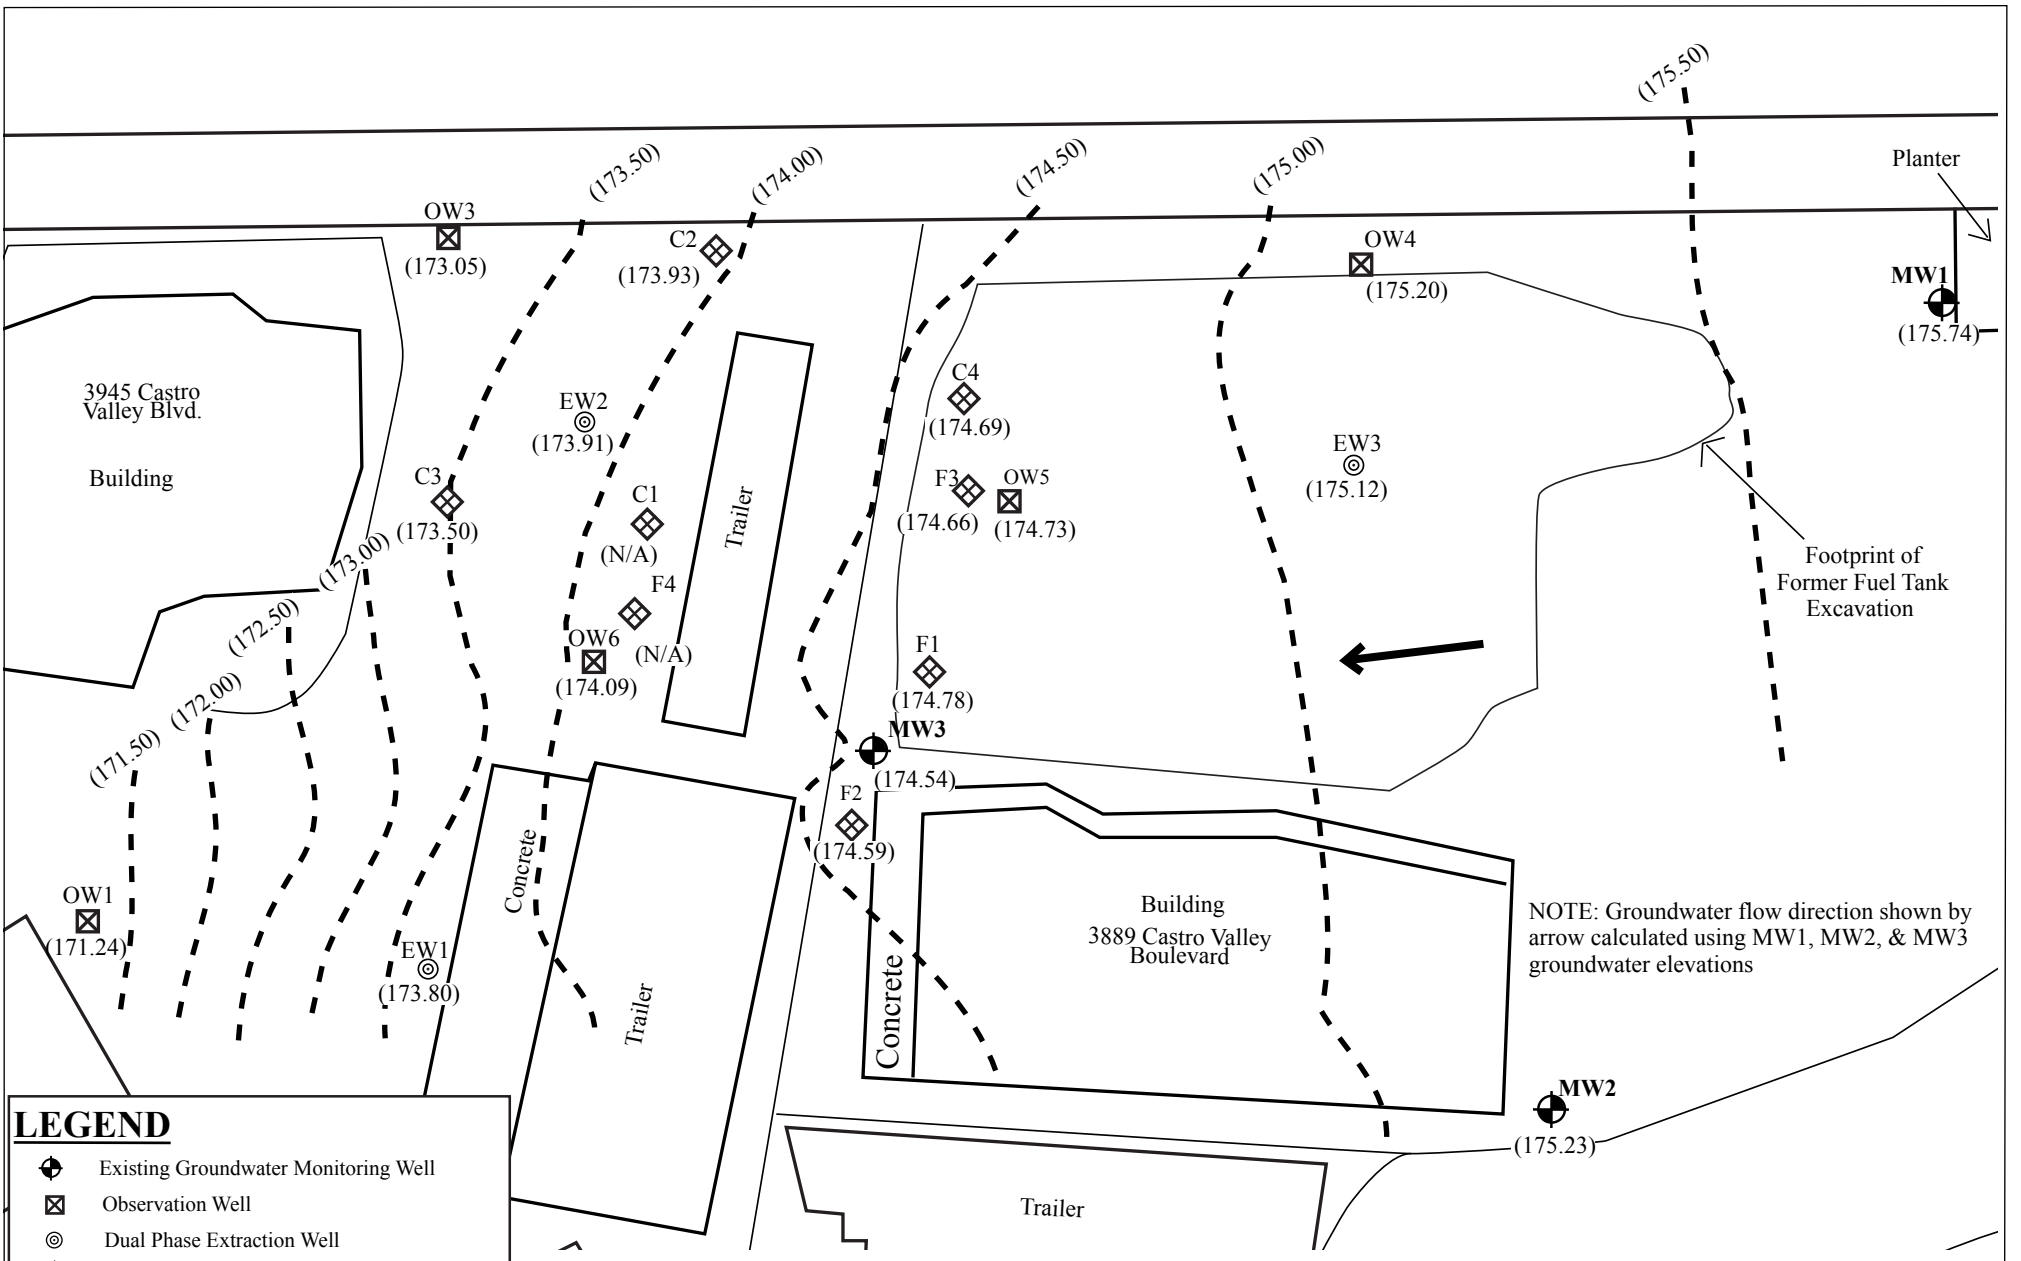 (175.50)
(173.50)
(174.00)
(174.50)
(175.00)
Planter
OW3
(173.05)
C2
(173.93)
OW4
(175.20)
MW1
(175.74)
3945 Castro
Valley Blvd.
Building
EW2
(173.91)
C4
(174.69)
EW3
(175.12)
C3
(173.50)
C1
(N/A)
Trailer
F3
(174.66)
OW5
(174.73)
Footprint of
Former Fuel Tank
Excavation
(173.00)
(172.50)
(172.00)
(171.50)
F4
(N/A)
OW6
(174.09)
F1
(174.78)
MW3
(174.54)
F2
(174.59)
Concrete
Trailer
OW1
(171.24)
EW1
(173.80)
Concrete
Building
3889 Castro Valley
Boulevard
NOTE: Groundwater flow direction shown by
arrow calculated using MW1, MW2, & MW3
groundwater elevations
MW2
(175.23)
Trailer
LEGEND
Existing Groundwater Monitoring Well
Observation Well
Dual Phase Extraction Well